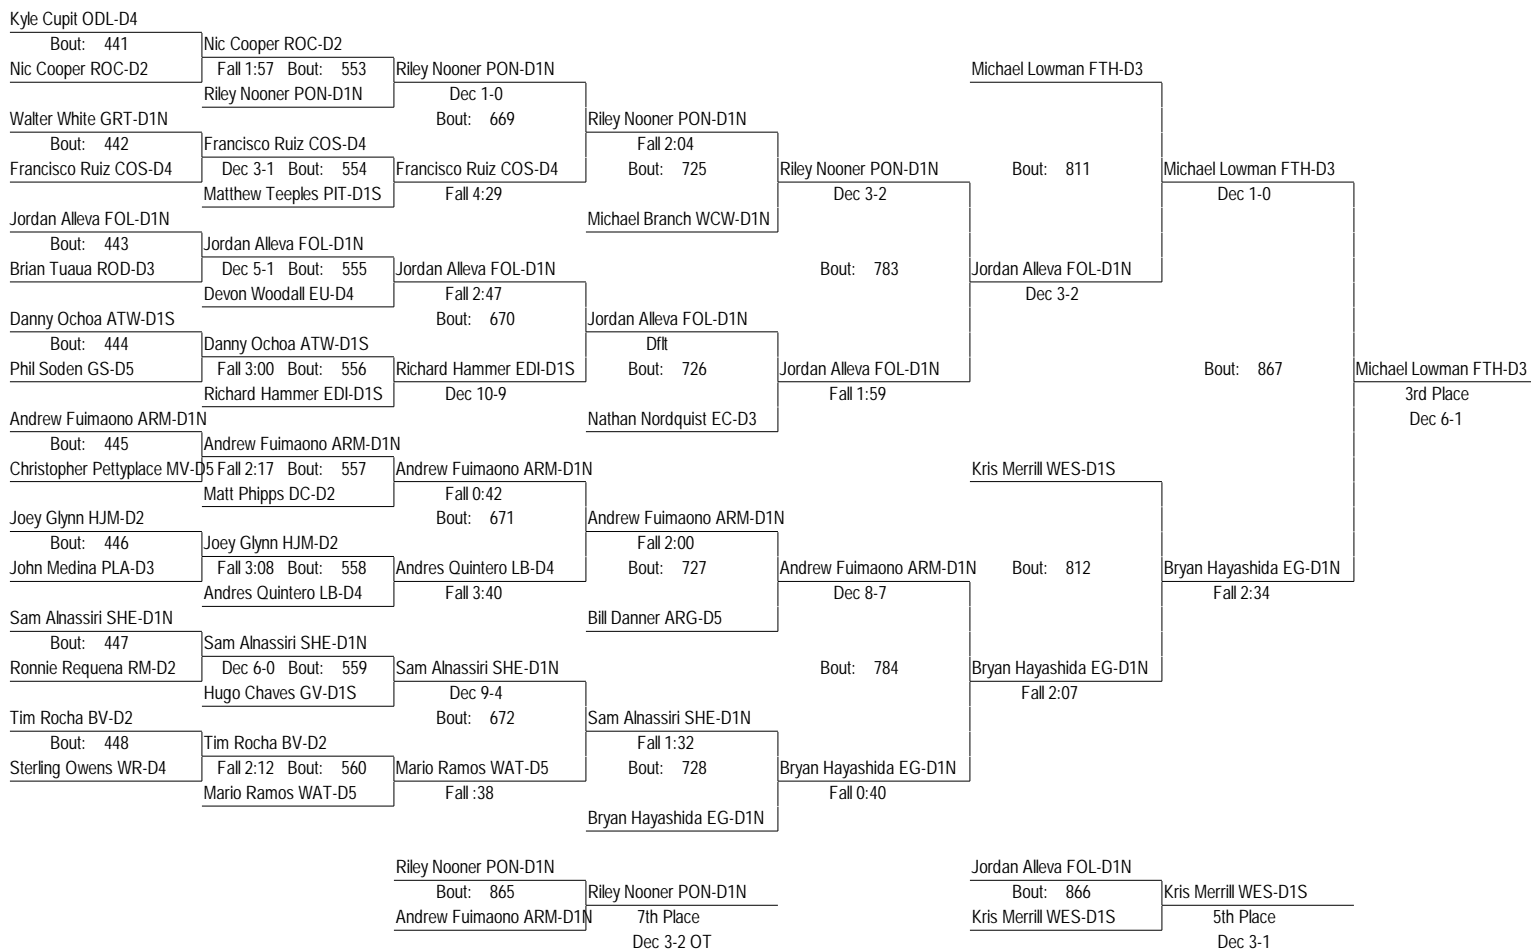 Kyle Cupit ODL-D4
Bout: 441
Nic Cooper ROC-D2
Nic Cooper ROC-D2
Fall 1:57 Bout: 553
Riley Nooner PON-D1N
Riley Nooner PON-D1N
Dec 1-0
Bout: 669
Michael Lowman FTH-D3
Walter White GRT-D1N
Bout: 442
Francisco Ruiz COS-D4
Francisco Ruiz COS-D4
Dec 3-1 Bout: 554
Matthew Teeples PIT-D1S
Francisco Ruiz COS-D4
Fall 4:29
Riley Nooner PON-D1N
Fall 2:04
Bout: 725
Michael Branch WCW-D1N
Riley Nooner PON-D1N
Dec 3-2
Bout: 811
Michael Lowman FTH-D3
Dec 1-0
Jordan Alleva FOL-D1N
Bout: 443
Brian Tuaua ROD-D3
Jordan Alleva FOL-D1N
Dec 5-1 Bout: 555
Devon Woodall EU-D4
Jordan Alleva FOL-D1N
Fall 2:47
Bout: 670
Bout: 783
Jordan Alleva FOL-D1N
Dec 3-2
Danny Ochoa ATW-D1S
Bout: 444
Phil Soden GS-D5
Danny Ochoa ATW-D1S
Fall 3:00 Bout: 556
Richard Hammer EDI-D1S
Richard Hammer EDI-D1S
Dec 10-9
Jordan Alleva FOL-D1N
Dflt
Bout: 726
Nathan Nordquist EC-D3
Jordan Alleva FOL-D1N
Fall 1:59
Bout: 867
Michael Lowman FTH-D3
3rd Place
Dec 6-1
Andrew Fuimaono ARM-D1N
Bout: 445
Christopher Pettyplace MV-D5
Andrew Fuimaono ARM-D1N
Fall 2:17 Bout: 557
Matt Phipps DC-D2
Andrew Fuimaono ARM-D1N
Fall 0:42
Bout: 671
Kris Merrill WES-D1S
Joey Glynn HJM-D2
Bout: 446
John Medina PLA-D3
Joey Glynn HJM-D2
Fall 3:08 Bout: 558
Andres Quintero LB-D4
Andres Quintero LB-D4
Fall 3:40
Andrew Fuimaono ARM-D1N
Fall 2:00
Bout: 727
Bill Danner ARG-D5
Andrew Fuimaono ARM-D1N
Dec 8-7
Bout: 812
Bryan Hayashida EG-D1N
Fall 2:34
Sam Alnassiri SHE-D1N
Bout: 447
Ronnie Requena RM-D2
Sam Alnassiri SHE-D1N
Dec 6-0 Bout: 559
Hugo Chaves GV-D1S
Sam Alnassiri SHE-D1N
Dec 9-4
Bout: 672
Bout: 784
Bryan Hayashida EG-D1N
Fall 2:07
Tim Rocha BV-D2
Bout: 448
Sterling Owens WR-D4
Tim Rocha BV-D2
Fall 2:12 Bout: 560
Mario Ramos WAT-D5
Mario Ramos WAT-D5
Fall :38
Sam Alnassiri SHE-D1N
Fall 1:32
Bout: 728
Bryan Hayashida EG-D1N
Bryan Hayashida EG-D1N
Fall 0:40
Riley Nooner PON-D1N
Bout: 865
Andrew Fuimaono ARM-D1N
Riley Nooner PON-D1N
7th Place
Dec 3-2 OT
Jordan Alleva FOL-D1N
Bout: 866
Kris Merrill WES-D1S
Kris Merrill WES-D1S
5th Place
Dec 3-1